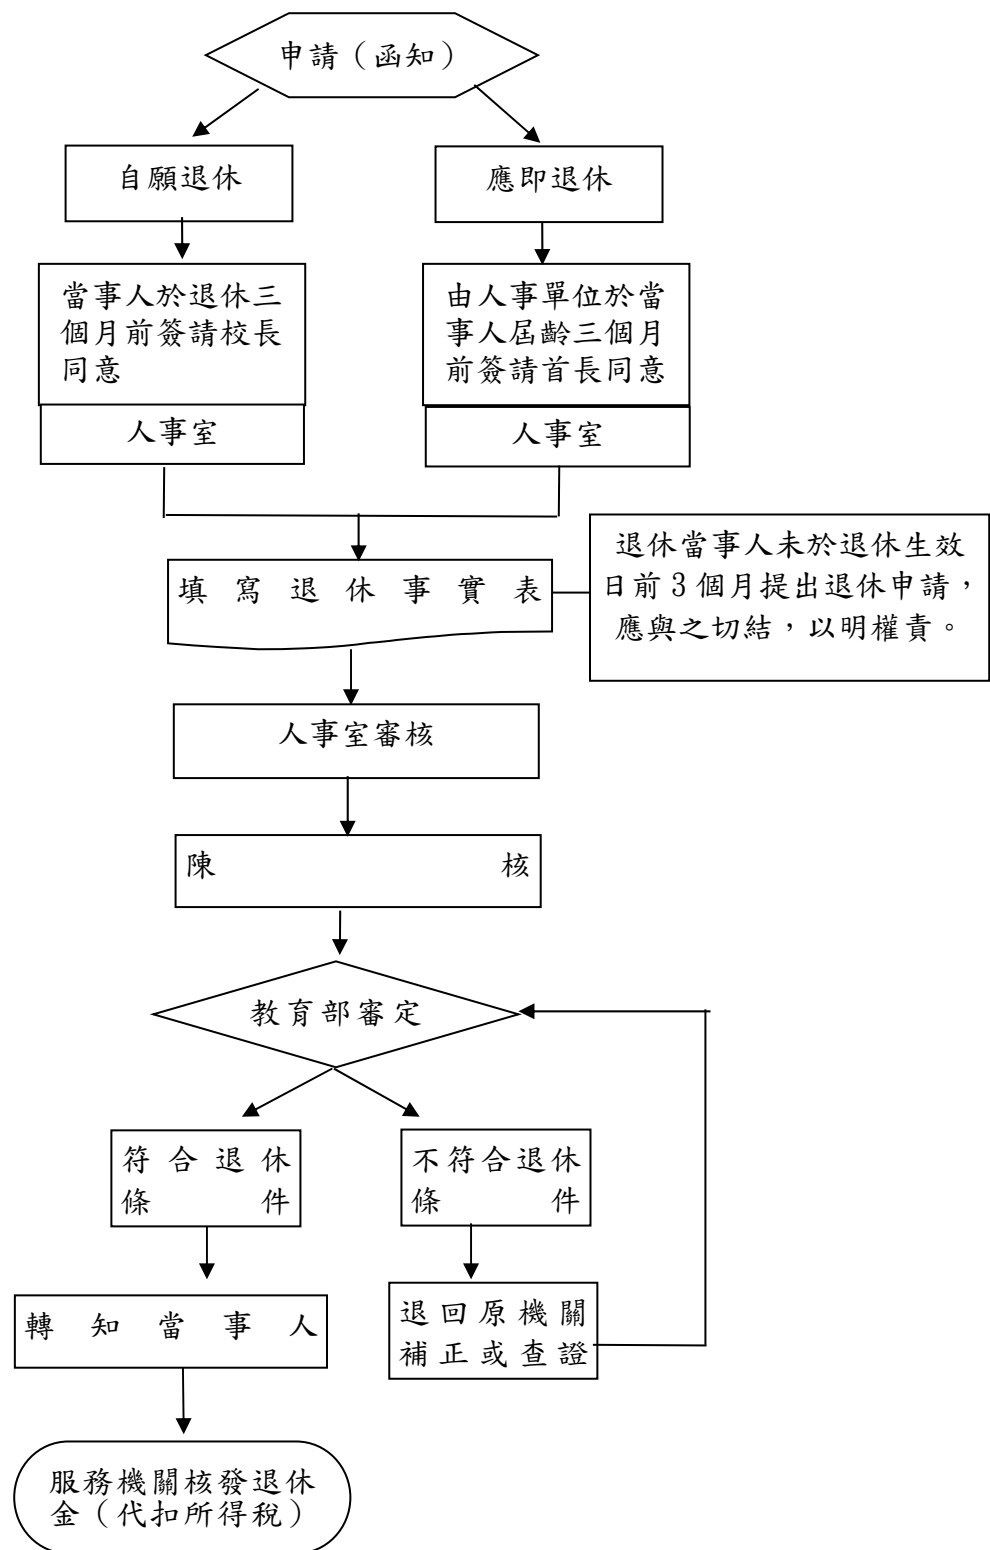 申請（函知）
自願退休
應即退休
當事人於退休三
個月前簽請校長
同意
人事室
由人事單位於當
事人屆齡三個月
前簽請首長同意
人事室
填寫退休事實表
退休當事人未於退休生效
日前3個月提出退休申請，
應與之切結，以明權責。
人事室審核
陳核
教育部審定
符合退休
條件
不符合退休
條件
轉知當事人
退回原機關
補正或查證
服務機關核發退休
金（代扣所得稅）